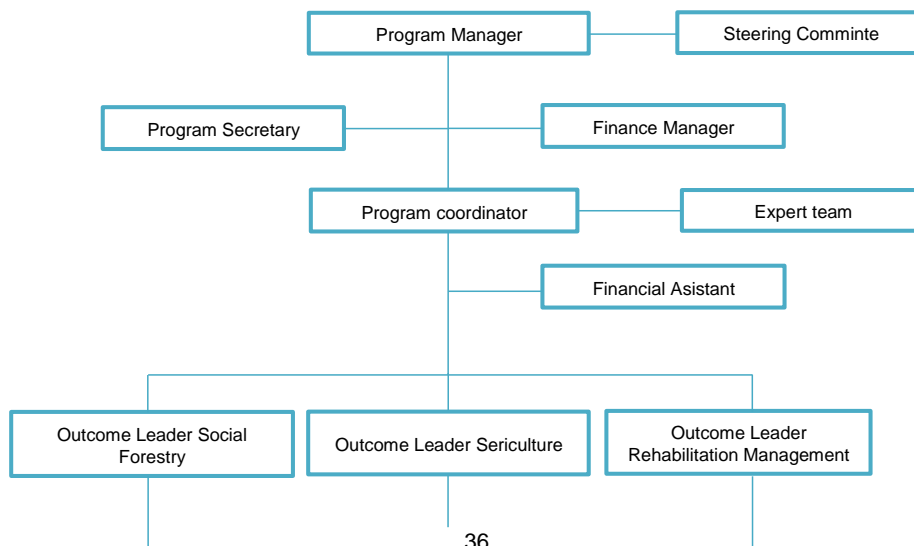 Program Manager
Steering Comminte
Program Secretary
Finance Manager
Program coordinator
Expert team
Financial Asistant
Outcome Leader Social
Forestry
Outcome Leader Sericulture
Outcome Leader
Rehabilitation Management
36